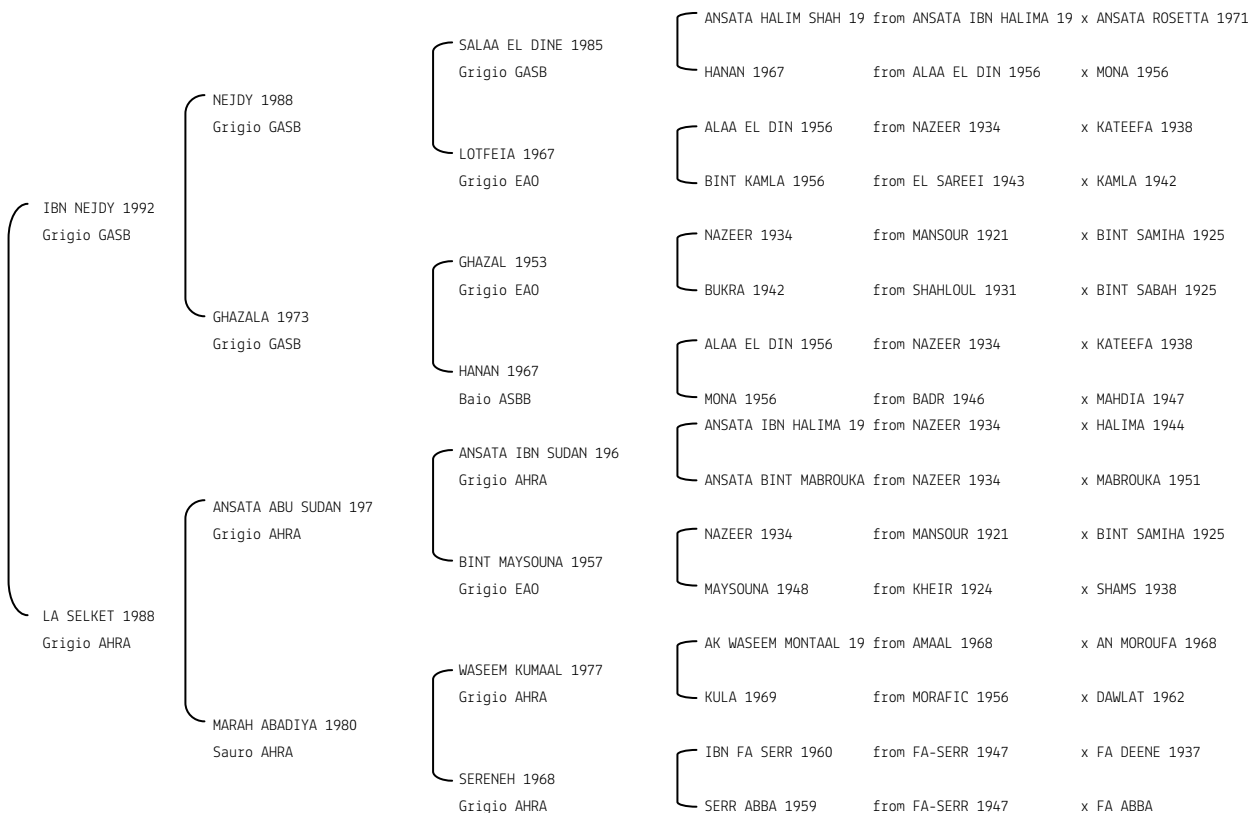 ANSATA HALIM SHAH 19 from ANSATA IBN HALIMA 19 x ANSATA ROSETTA 1971
SALAA EL DINE 1985
Grigio GASB
HANAN 1967 from ALAA EL DIN 1956 x MONA 1956
NEJDY 1988
Grigio GASB
ALAA EL DIN 1956 from NAZEER 1934 x KATEEFA 1938
LOTFEIA 1967
Grigio EAO
BINT KAMLA 1956 from EL SAREEI 1943 x KAMLA 1942
IBN NEJDY 1992
Grigio GASB
NAZEER 1934 from MANSOUR 1921 x BINT SAMIHA 1925
GHAZAL 1953
Grigio EAO
BUKRA 1942 from SHAHLOUL 1931 x BINT SABAH 1925
GHAZALA 1973
Grigio GASB
ALAA EL DIN 1956 from NAZEER 1934 x KATEEFA 1938
HANAN 1967
Baio ASBB
MONA 1956 from BADR 1946 x MAHDIA 1947
ANSATA IBN HALIMA 19 from NAZEER 1934 x HALIMA 1944
ANSATA IBN SUDAN 196
Grigio AHRA
ANSATA BINT MABROUKA from NAZEER 1934 x MABROUKA 1951
ANSATA ABU SUDAN 197
Grigio AHRA
NAZEER 1934 from MANSOUR 1921 x BINT SAMIHA 1925
BINT MAYSOUNA 1957
Grigio EAO
MAYSOUNA 1948 from KHEIR 1924 x SHAMS 1938
LA SELKET 1988
Grigio AHRA
AK WASEEM MONTAAL 19 from AMAAL 1968 x AN MOROUFA 1968
WASEEM KUMAAL 1977
Grigio AHRA
KULA 1969 from MORAFIC 1956 x DAWLAT 1962
MARAH ABADIYA 1980
Sauro AHRA
IBN FA SERR 1960 from FA-SERR 1947 x FA DEENE 1937
SERENEH 1968
Grigio AHRA
SERR ABBA 1959 from FA-SERR 1947 x FA ABBA